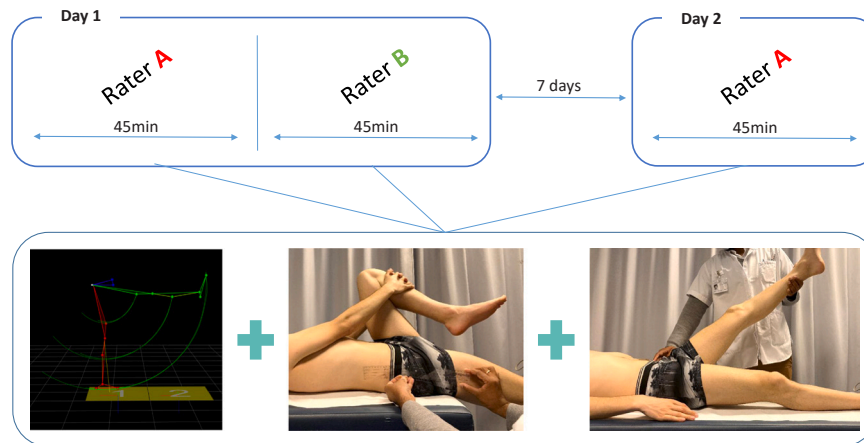 Day 1
Day 2
Rater A
Rater B
7 days
Rater A
45min
45min
45min
1 2